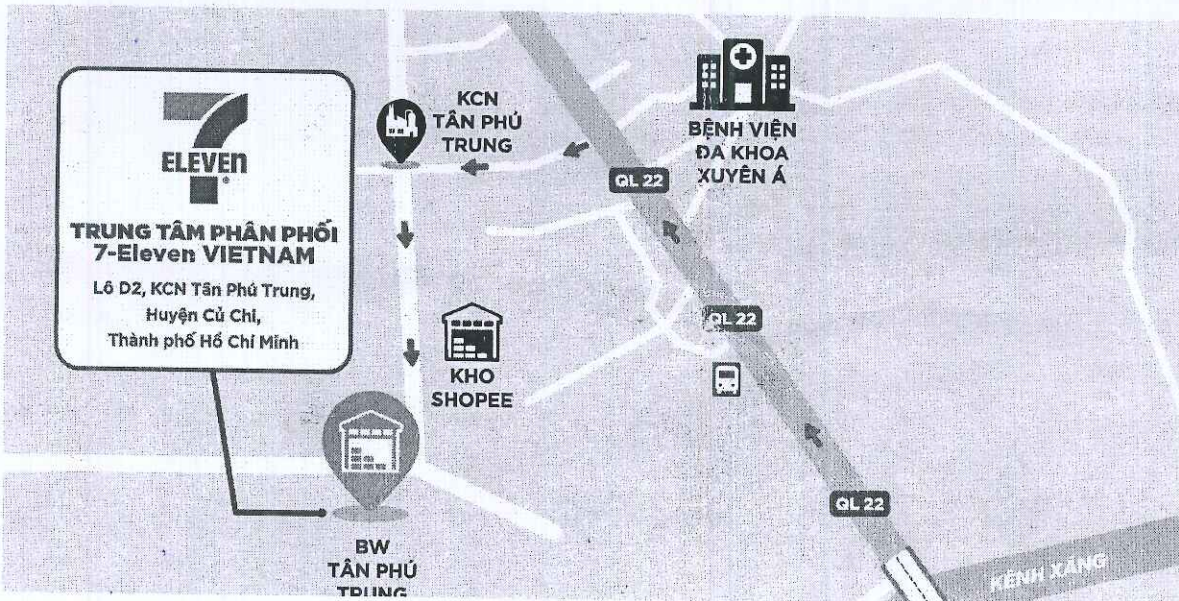 7
ELEVEN
®
TRUNG TÂM PHÂN PHỐI
7-Eleven VIETNAM
Lô D2, KCN Tân Phú Trung,
Huyện Củ Chi,
Thành phố Hồ Chí Minh
KCN
TÂN PHÚ
TRUNG
BỆNH VIỆN
ĐA KHOA
XUYÊN Á
QL 22
QL 22
KHO
SHOPEE
QL 22
BW
TÂN PHÚ
TRUNG
KÊNH XÁNG